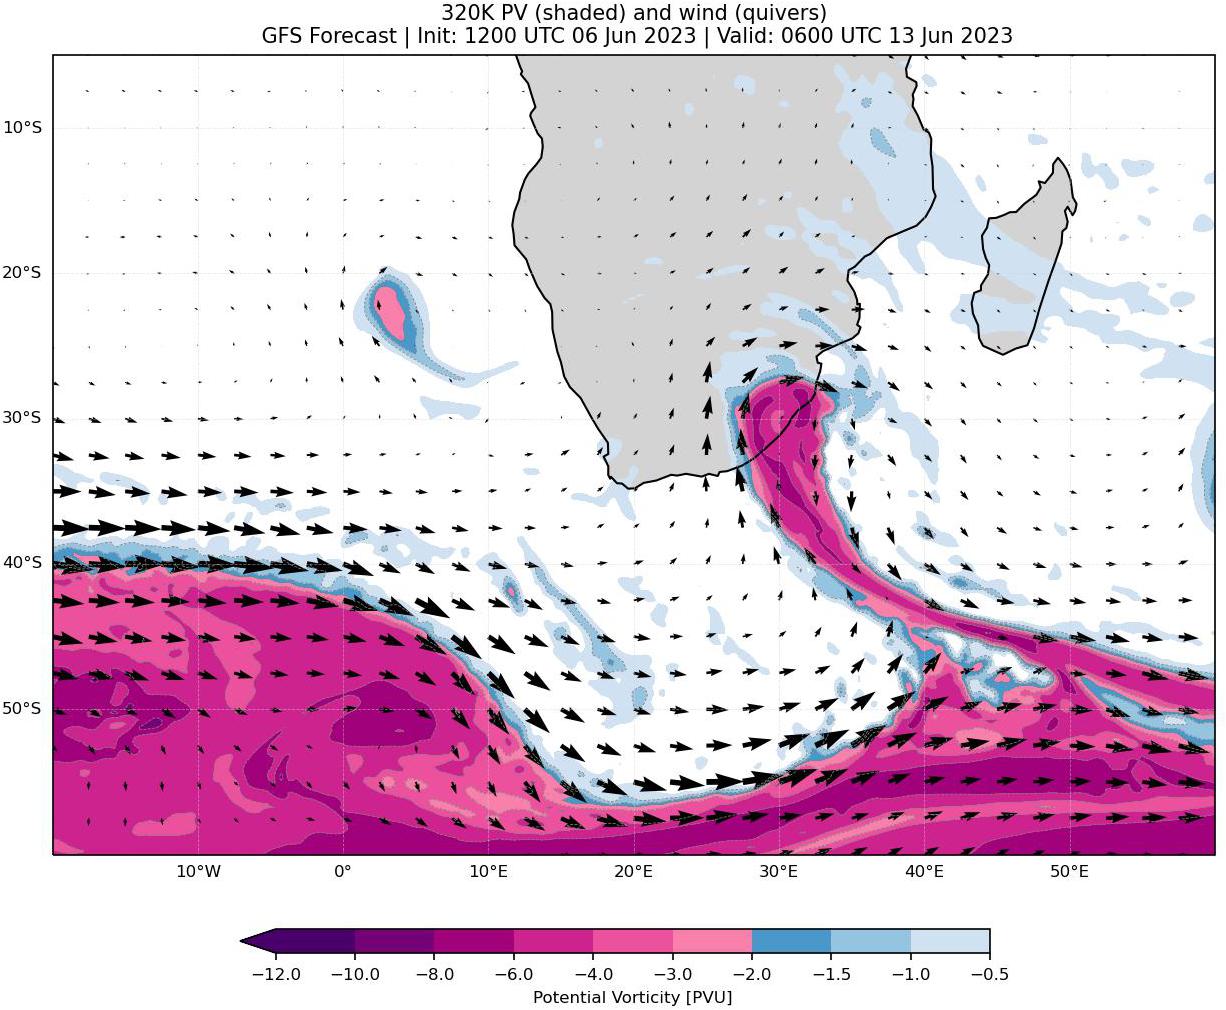 320K PV (shaded) and wind (quivers)
GFS Forecast | Init: 1200 UTC 06 Jun 2023 | Valid: 0600 UTC 13 Jun 2023
10°S
20°S
30°S
40°S
50°S
10°W 0° 10°E 20°E 30°E 40°E 50°E
−12.0 −10.0 −8.0 −6.0 −4.0 −3.0 −2.0 −1.5 −1.0 −0.5
Potential Vorticity [PVU]